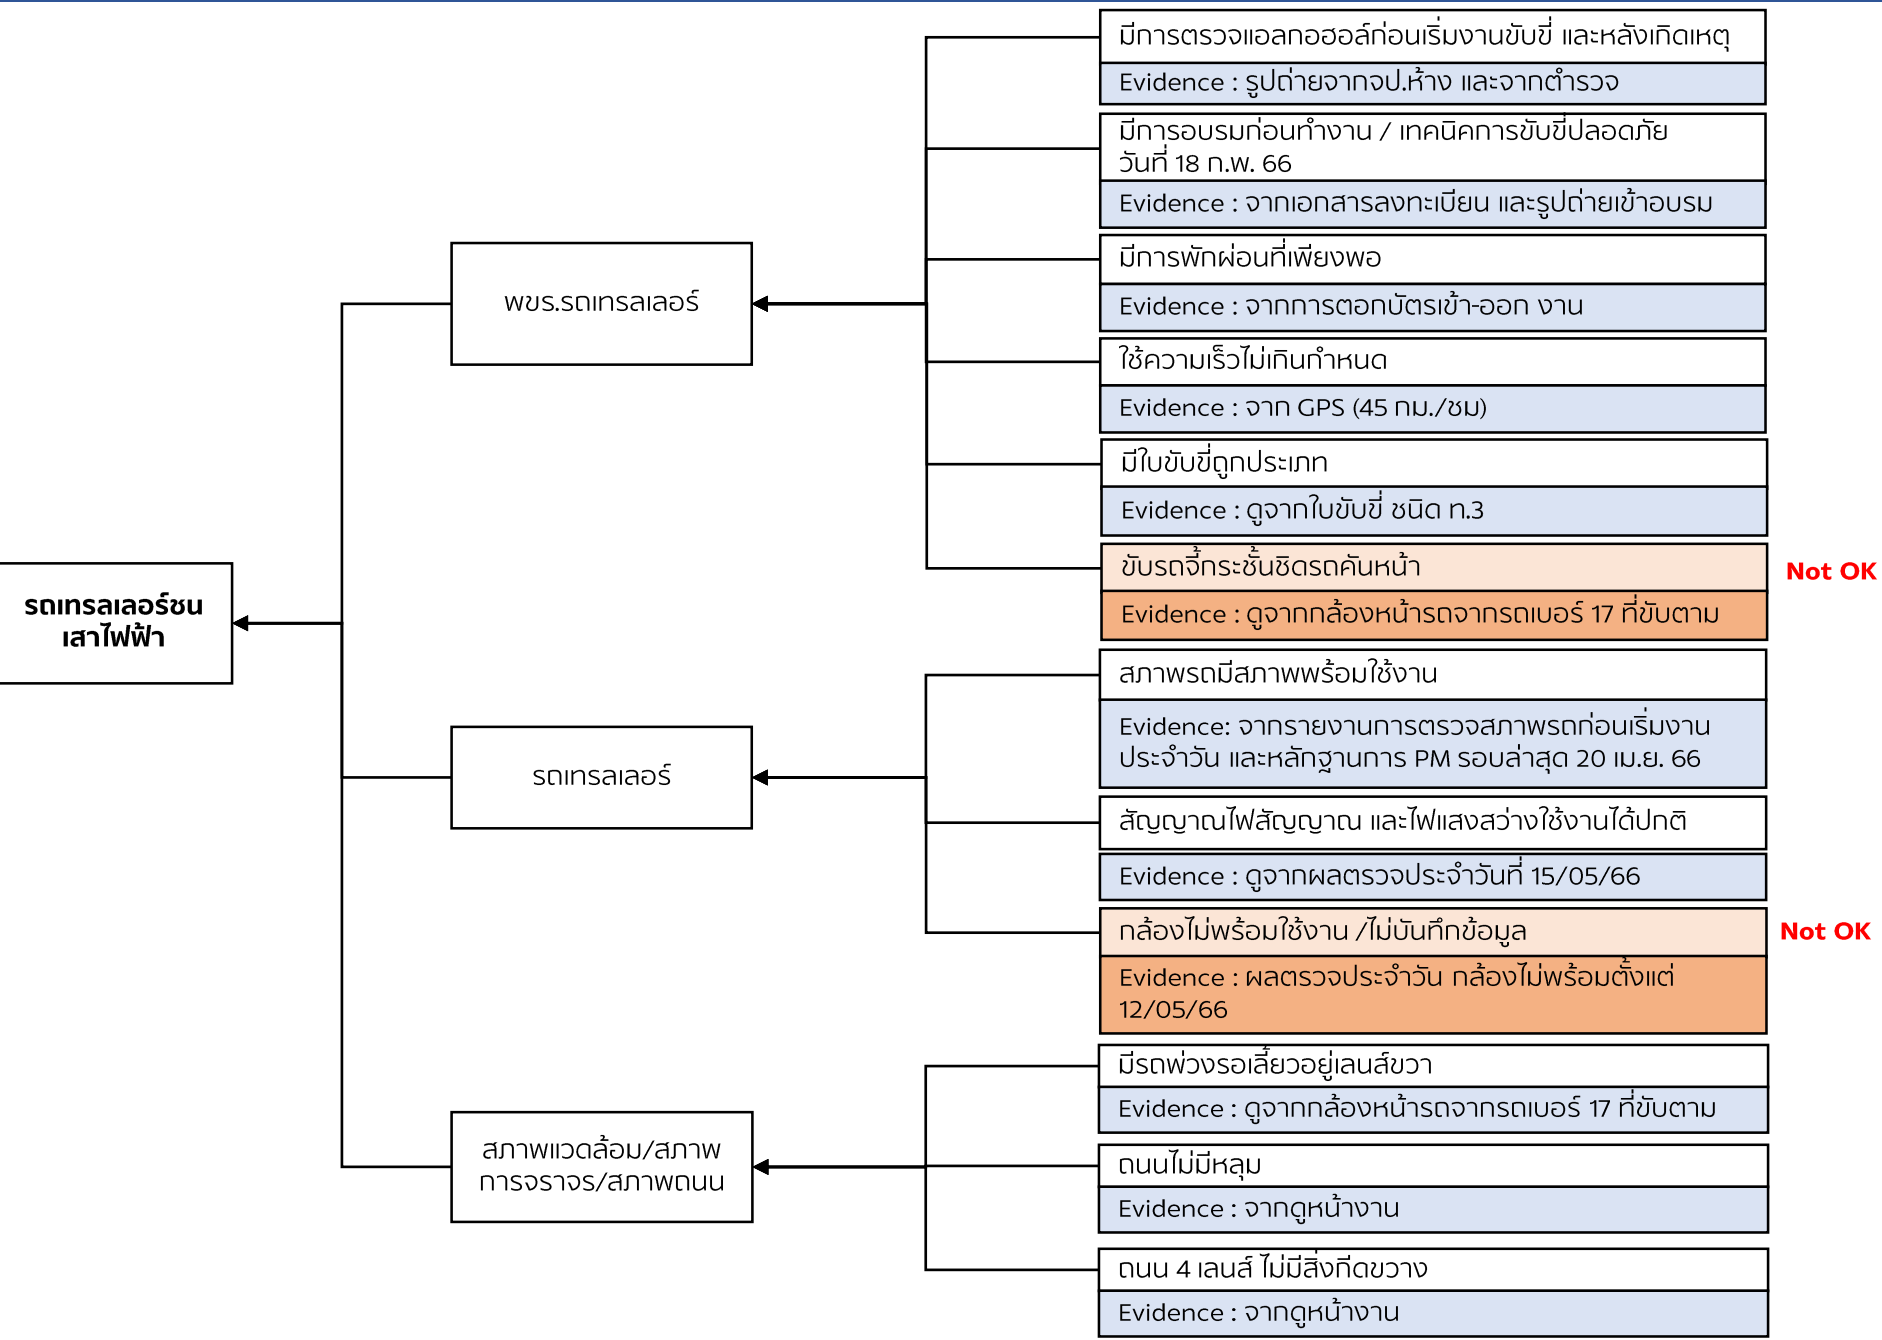 มีการตรวจแอลกอฮอล์ก่อนเริ่มงานขับขี่ และหลังเกิดเหตุ
Evidence : รูปถ่ายจากจป.ห้าง และจากตำรวจ
มีการอบรมก่อนทำงาน / เทคนิคการขับขี่ปลอดภัย
วันที่ 18 ก.พ. 66
Evidence : จากเอกสารลงทะเบียน และรูปถ่ายเข้าอบรม
มีการพักผ่อนที่เพียงพอ
Evidence : จากการตอกบัตรเข้า-ออก งาน
พขร.รถเทรลเลอร์
ใช้ความเร็วไม่เกินกำหนด
Evidence : จาก GPS (45 กม./ชม)
มีใบขับขี่ถูกประเภท
Evidence : ดูจากใบขับขี่ ชนิด ท.3
ขับรถจี้กระชั้นชิดรถคันหน้า
Not OK
Evidence : ดูจากกล้องหน้ารถจากรถเบอร์ 17 ที่ขับตาม
รถเทรลเลอร์ชน
เสาไฟฟ้า
สภาพรถมีสภาพพร้อมใช้งาน
Evidence: จากรายงานการตรวจสภาพรถก่อนเริ่มงาน
ประจำวัน และหลักฐานการ PM รอบล่าสุด 20 เม.ย. 66
รถเทรลเลอร์
สัญญาณไฟสัญญาณ และไฟแสงสว่างใช้งานได้ปกติ
Evidence : ดูจากผลตรวจประจำวันที่ 15/05/66
กล้องไม่พร้อมใช้งาน /ไม่บันทึกข้อมูล
Not OK
Evidence : ผลตรวจประจำวัน กล้องไม่พร้อมตั้งแต่
12/05/66
มีรถพ่วงรอเลี้ยวอยู่เลนส์ขวา
Evidence : ดูจากกล้องหน้ารถจากรถเบอร์ 17 ที่ขับตาม
สภาพแวดล้อม/สภาพ
การจราจร/สภาพถนน
ถนนไม่มีหลุม
Evidence : จากดูหน้างาน
ถนน 4 เลนส์ ไม่มีสิ่งกีดขวาง
Evidence : จากดูหน้างาน